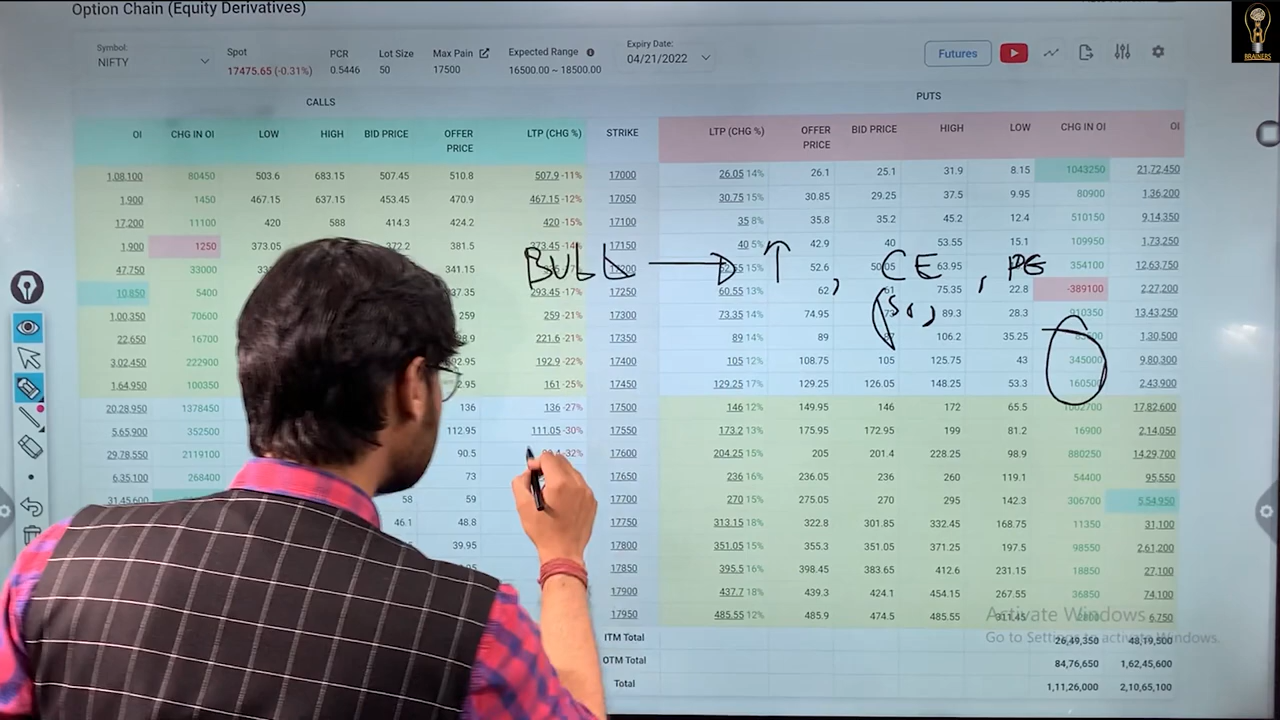 Option Chain (Equity Derivatives)
BRAINERS
Symbol: Spot PCR Lot Size Max Pain Expected Range Expiry Date:
NIFTY 17475.65 (-0.31%) 0.5446 50 17500 16500.00 ~ 18500.00 04/21/2022 Futures
CALLS PUTS
OI CHG IN OI LOW HIGH BID PRICE OFFER PRICE LTP (CHG %) STRIKE LTP (CHG %) OFFER PRICE BID PRICE HIGH LOW CHG IN OI OI
1,08,100 80450 503.6 683.15 507.45 510.8 507.9 -11% 17000 26.05 14% 26.1 25.1 31.9 8.15 1043250 21,72,450
1,900 1450 467.15 637.15 453.45 470.9 467.15 -12% 17050 30.75 15% 30.85 29.25 37.5 9.95 80900 1,36,200
17,200 11100 420 588 414.3 424.2 420 -15% 17100 35 8% 35.8 35.2 45.2 12.4 510150 9,14,350
1,900 1250 373.05 381.5 373.45 -14% 17150 40 5% 42.9 40 53.55 15.1 109950 1,73,250
BULL → ↑ , CE , PE
47,750 33000 341.15 15% 52.6 63.95 354100 12,63,750
10,850 5400 293.45 -17% 17250 60.55 13% 62 75.35 22.8 -389100 2,27,200
1,00,350 70600 259 259 -21% 17300 73.35 14% 74.95 89.3 28.3 910350 13,43,250
22,650 16700 221.6 -21% 17350 89 14% 89 106.2 35.25 1,30,500
3,02,450 222900 192.9 -22% 17400 105 12% 108.75 105 125.75 43 345000 9,80,300
1,64,950 100350 161 -25% 17450 129.25 17% 129.25 126.05 148.25 53.3 160500 2,43,900
20,28,950 1378450 136 136 -27% 17500 146 12% 149.95 146 172 65.5 1002700 17,82,600
5,65,900 352500 112.95 111.05 -30% 17550 173.2 13% 175.95 172.95 199 81.2 16900 2,14,050
29,78,550 2119100 90.5 -32% 17600 204.25 15% 205 201.4 228.25 98.9 880250 14,29,700
6,35,100 268400 73 17650 236 16% 236.05 236 260 119.1 54400 95,550
31,45,600 58 59 17700 270 15% 275.05 270 295 142.3 306700 5,54,950
46.1 48.8 17750 313.15 18% 322.8 301.85 332.45 168.75 11350 31,100
39.95 17800 351.05 15% 355.3 351.05 371.25 197.5 98550 2,61,200
17850 395.5 16% 398.45 383.65 412.6 231.15 18850 27,100
17900 437.7 18% 439.3 424.1 454.15 267.55 36850 74,100
17950 485.55 12% 485.9 474.5 485.55 311.45 6,750
Activate Windows
Go to Settings to activate Windows.
ITM Total 26,49,350 48,19,500
OTM Total 84,76,650 1,62,45,600
Total 1,11,26,000 2,10,65,100